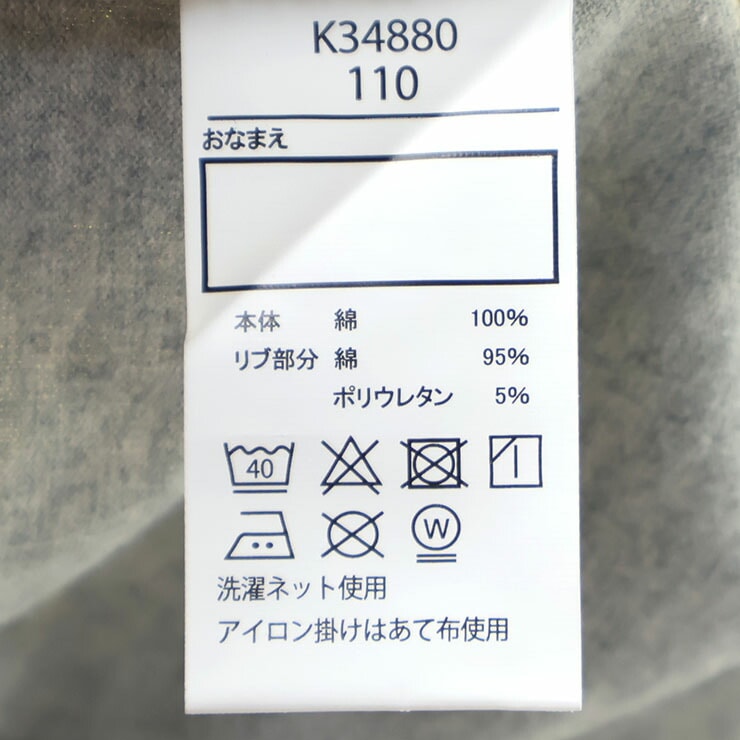 K34880
110
おなまえ
本体 綿 100%
リブ部分 綿 95%
ポリウレタン 5%
40
W
洗濯ネット使用
アイロン掛けはあて布使用